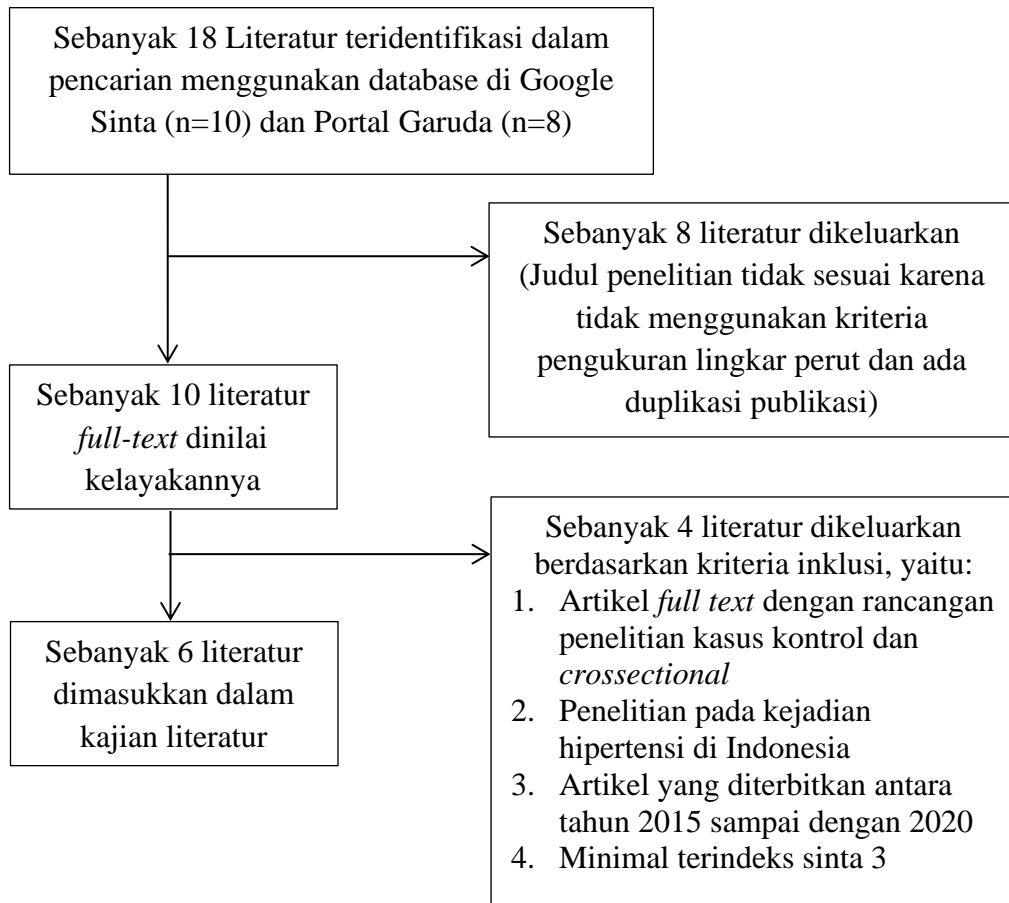 Sebanyak 18 Literatur teridentifikasi dalam
pencarian menggunakan database di Google
Sinta (n=10) dan Portal Garuda (n=8)
Sebanyak 8 literatur dikeluarkan
(Judul penelitian tidak sesuai karena
tidak menggunakan kriteria
pengukuran lingkar perut dan ada
duplikasi publikasi)
Sebanyak 10 literatur
full-text dinilai
kelayakannya
Sebanyak 4 literatur dikeluarkan
berdasarkan kriteria inklusi, yaitu:
1. Artikel full text dengan rancangan
penelitian kasus kontrol dan
crossectional
2. Penelitian pada kejadian
hipertensi di Indonesia
3. Artikel yang diterbitkan antara
tahun 2015 sampai dengan 2020
4. Minimal terindeks sinta 3
Sebanyak 6 literatur
dimasukkan dalam
kajian literatur